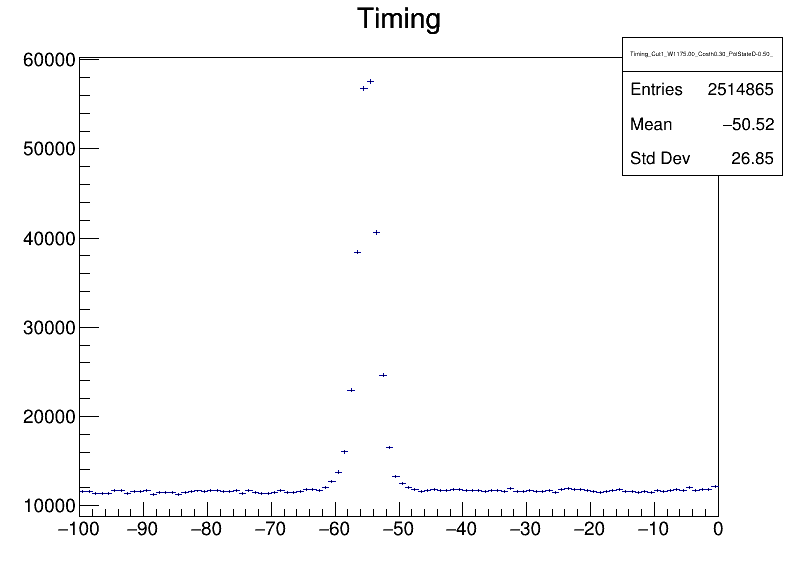 Timing
Timing_Cut1_W1175.00_Costh0.30_PolStateD-0.50_
Entries 2514865
Mean −50.52
Std Dev 26.85
60000
50000
40000
30000
20000
10000
−100 −90 −80 −70 −60 −50 −40 −30 −20 −10 0